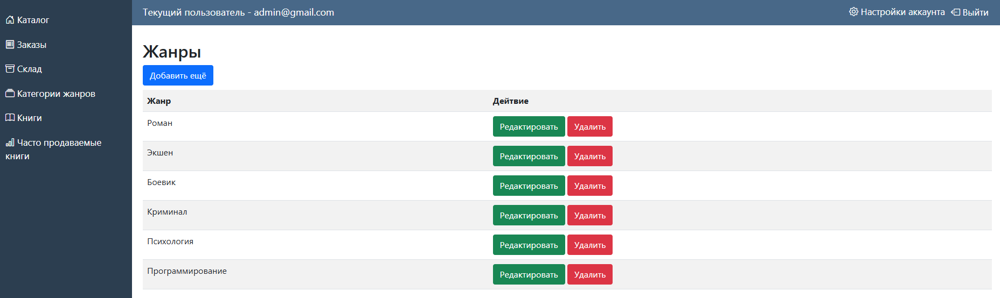 Каталог
Заказы
Склад
Категории жанров
Книги
Часто продаваемые
книги
Текущий пользователь - admin@gmail.com
Настройки аккаунта Выйти
Жанры
Добавить ещё
Жанр Дейтвие
Роман Редактировать Удалить
Экшен Редактировать Удалить
Боевик Редактировать Удалить
Криминал Редактировать Удалить
Психология Редактировать Удалить
Программирование Редактировать Удалить